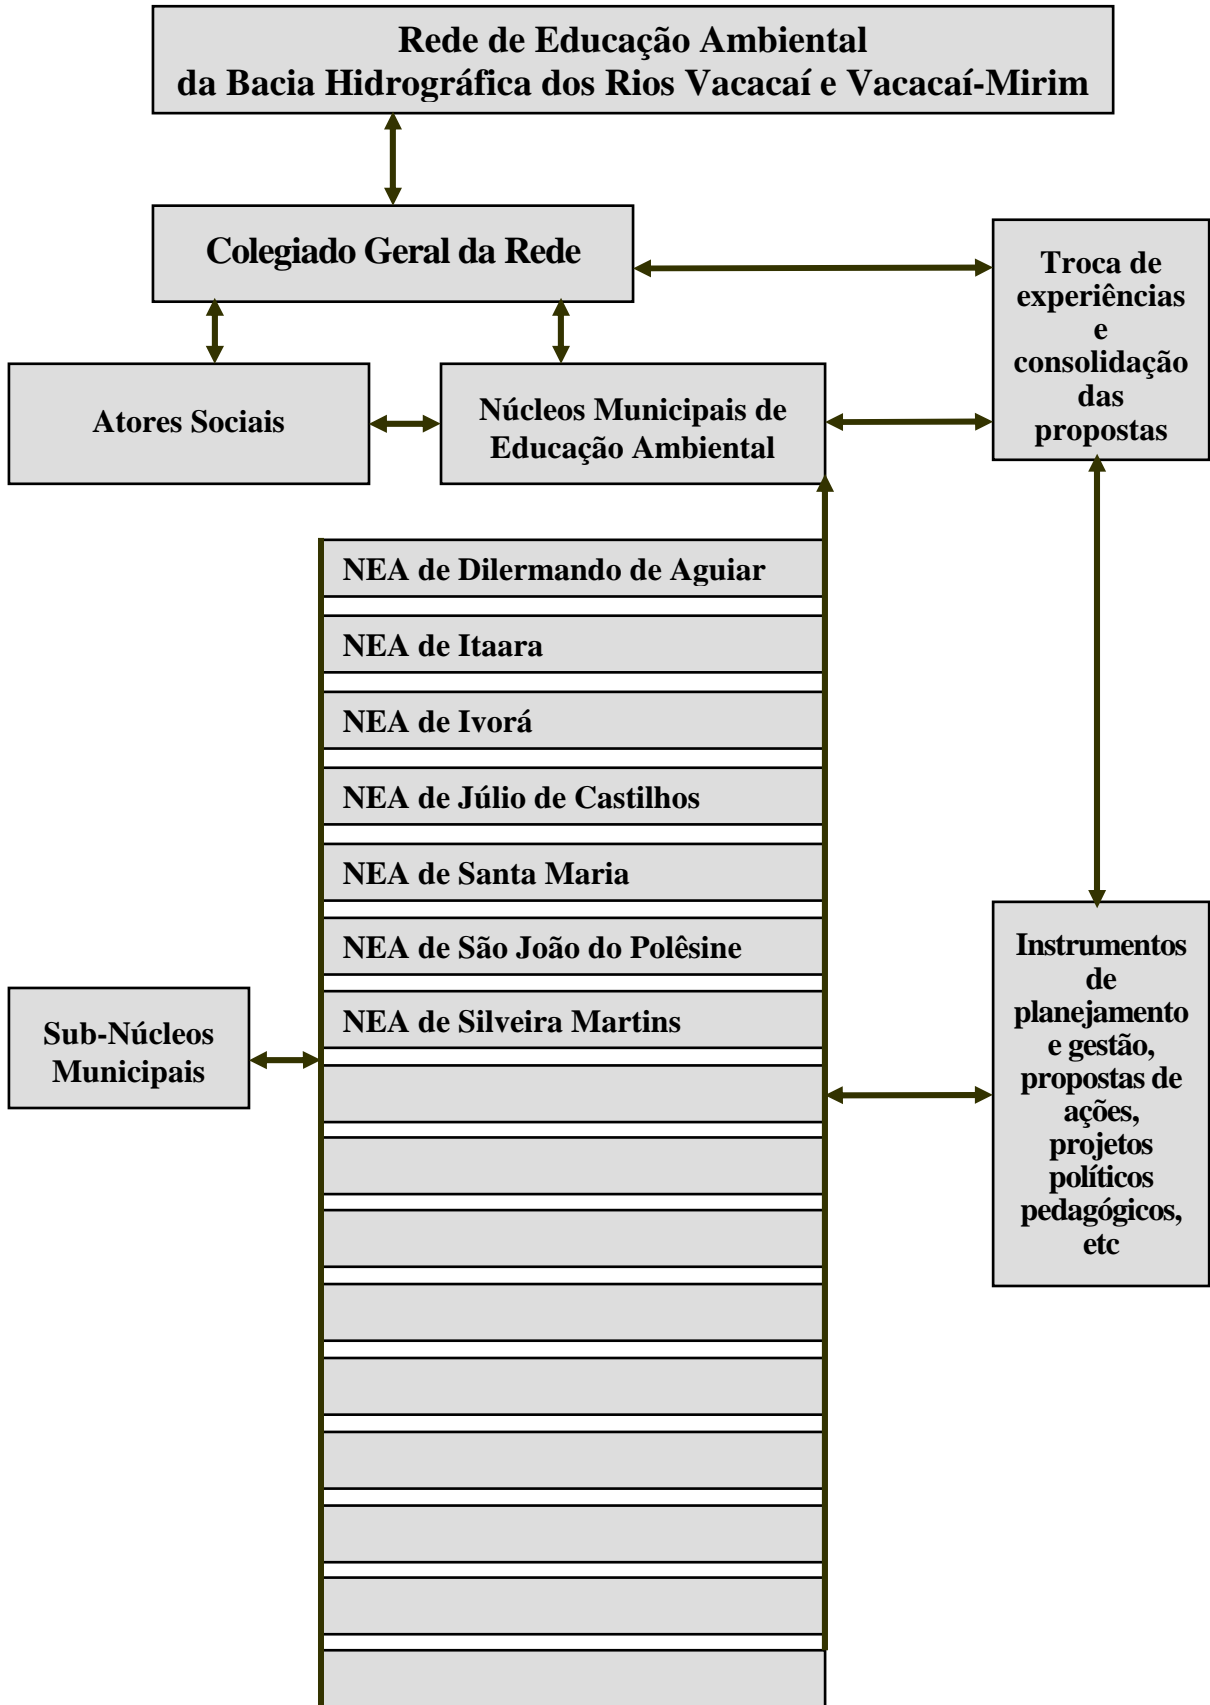 Rede de Educação Ambiental
da Bacia Hidrográfica dos Rios Vacacaí e Vacacaí-Mirim
Colegiado Geral da Rede
Troca de
experiências
e
consolidação
das
propostas
Atores Sociais
Núcleos Municipais de
Educação Ambiental
NEA de Dilermando de Aguiar
NEA de Itaara
NEA de Ivorá
NEA de Júlio de Castilhos
NEA de Santa Maria
NEA de São João do Polêsine
NEA de Silveira Martins
Sub-Núcleos
Municipais
Instrumentos
de
planejamento
e gestão,
propostas de
ações,
projetos
políticos
pedagógicos,
etc